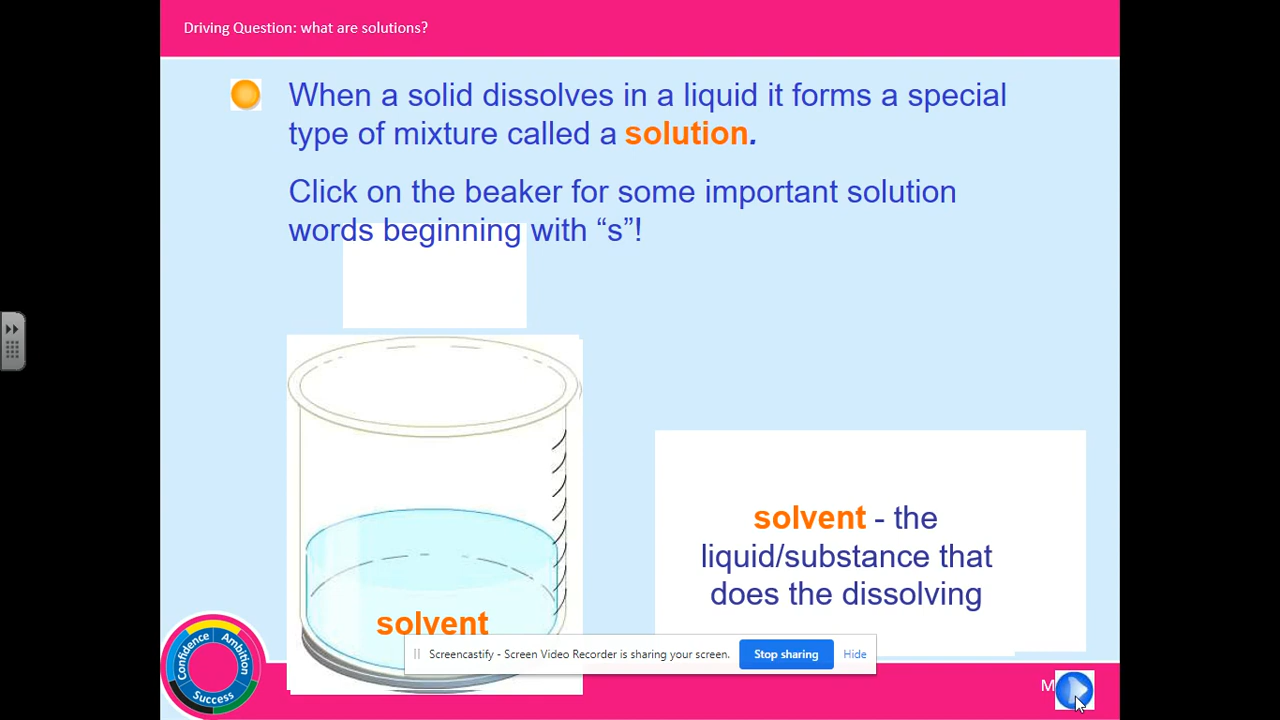 Driving Question: what are solutions?
When a solid dissolves in a liquid it forms a special
type of mixture called a solution.
Click on the beaker for some important solution
words beginning with “s”!
solvent - the
liquid/substance that
does the dissolving
solvent
Screencastify - Screen Video Recorder is sharing your screen.
Stop sharing
Hide
Confidence
Ambition
Success
M